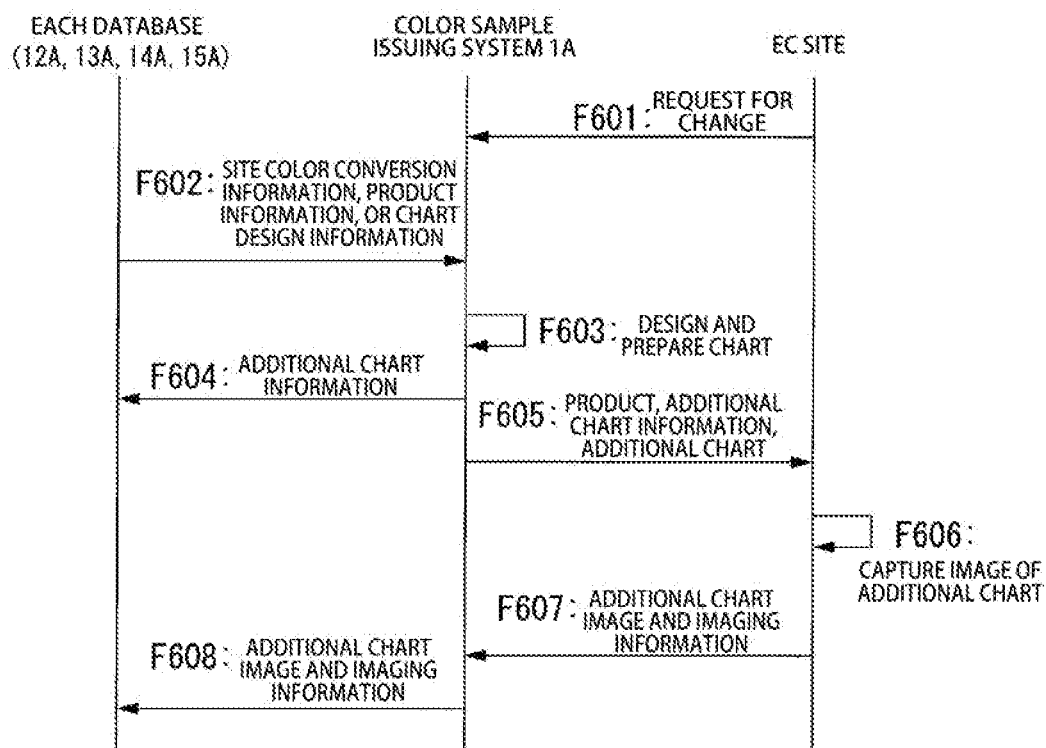 EACH DATABASE
(12A, 13A, 14A, 15A)
COLOR SAMPLE
ISSUING SYSTEM 1A
EC SITE
F601: REQUEST FOR
CHANGE
F602: SITE COLOR CONVERSION
INFORMATION, PRODUCT
INFORMATION, OR CHART
DESIGN INFORMATION
F603: DESIGN AND
PREPARE CHART
F604: ADDITIONAL CHART
INFORMATION
F605: PRODUCT, ADDITIONAL
CHART INFORMATION,
ADDITIONAL CHART
F606:
CAPTURE IMAGE OF
ADDITIONAL CHART
F607: ADDITIONAL CHART
IMAGE AND IMAGING
INFORMATION
F608: ADDITIONAL CHART
IMAGE AND IMAGING
INFORMATION